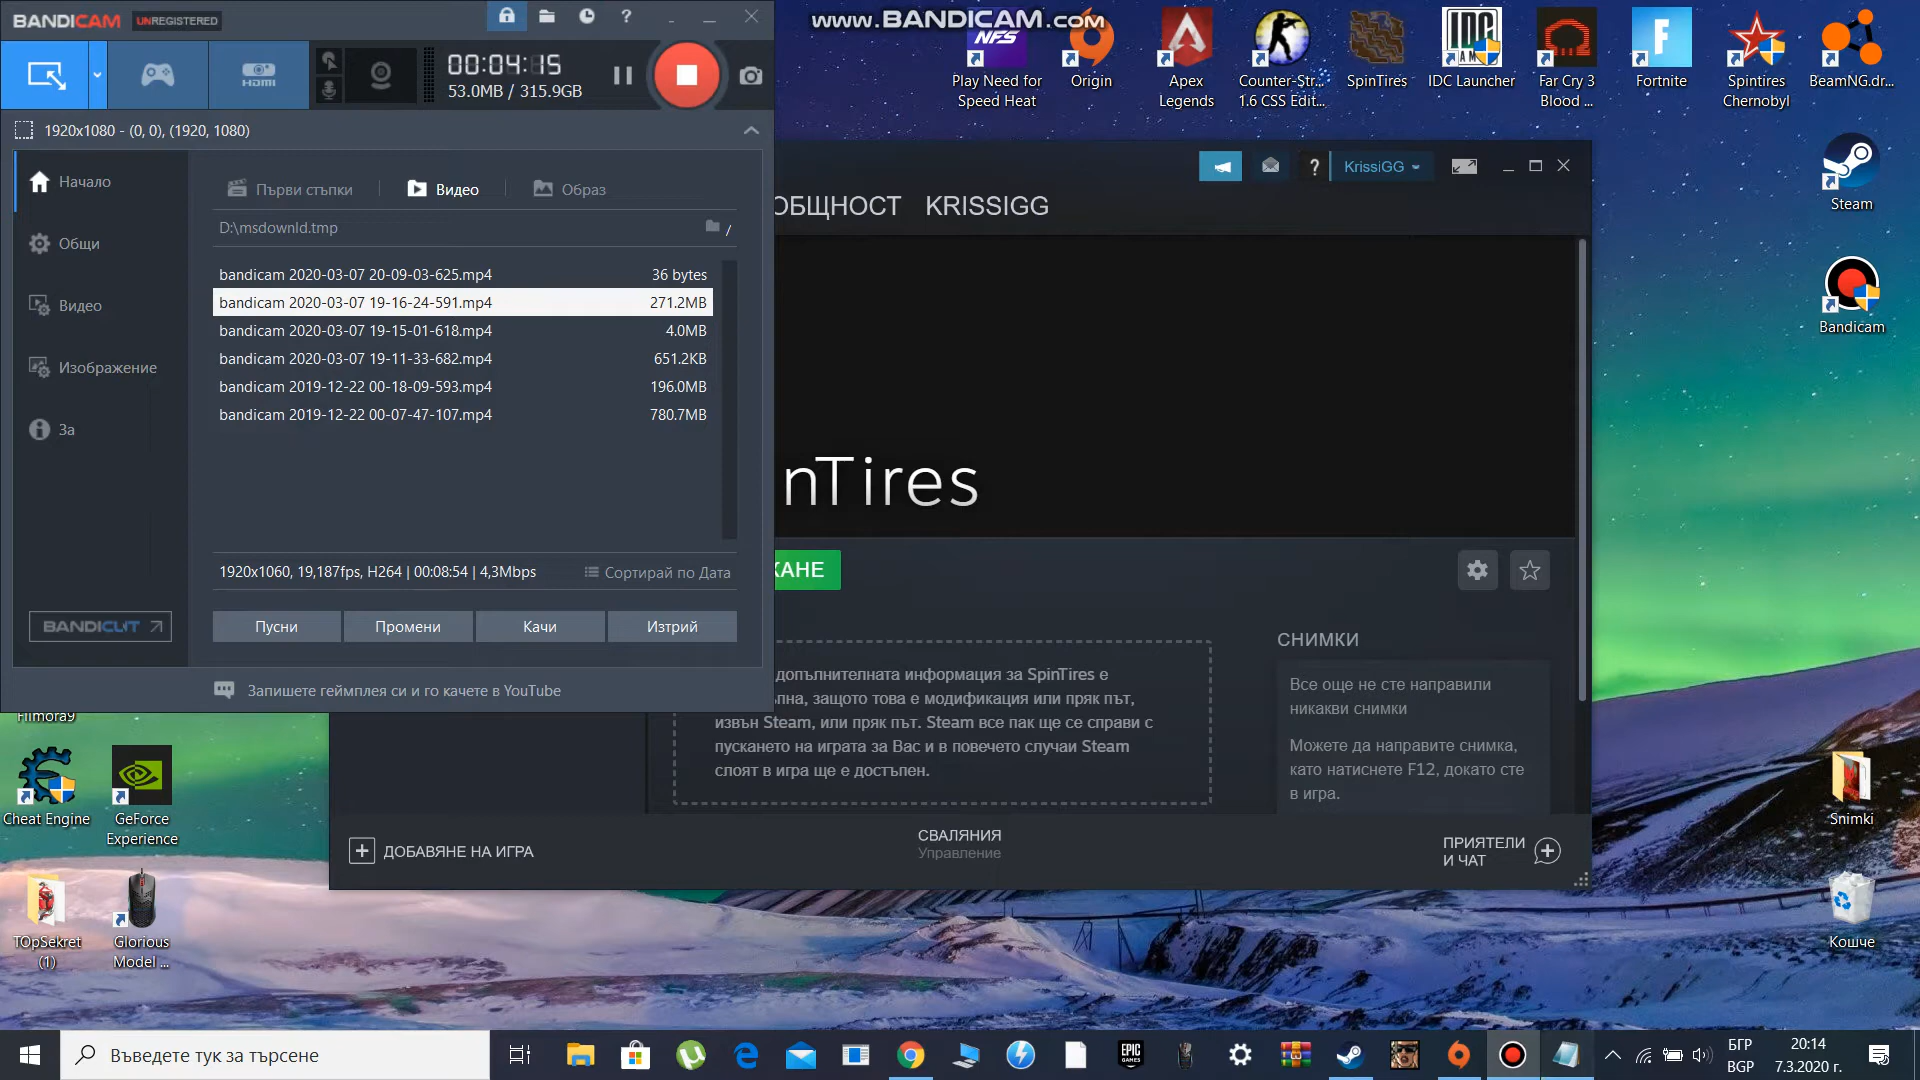 BANDICAM UNREGISTERED
?
www.BANDICAM.com
HDMI
00:04:15
53.0MB / 315.9GB
1920x1080 - (0, 0), (1920, 1080)
Начало
Общи
Видео
Изображение
За
BANDICUT
Първи стъпки
Видео
Образ
D:\msdownld.tmp
/
bandicam 2020-03-07 20-09-03-625.mp4 36 bytes
bandicam 2020-03-07 19-16-24-591.mp4 271.2MB
bandicam 2020-03-07 19-15-01-618.mp4 4.0MB
bandicam 2020-03-07 19-11-33-682.mp4 651.2KB
bandicam 2019-12-22 00-18-09-593.mp4 196.0MB
bandicam 2019-12-22 00-07-47-107.mp4 780.7MB
1920x1060, 19,187fps, H264 | 00:08:54 | 4,3Mbps
Сортирай по Дата
Пусни
Промени
Качи
Изтрий
Запишете геймплея си и го качете в YouTube
NFS
Play Need for
Speed Heat
Origin
Apex
Legends
Counter-Str...
1.6 CSS Edit...
SpinTires
IDC Launcher
Far Cry 3
Blood ...
Fortnite
Spintires
Chernobyl
BeamNG.dr...
Steam
Bandicam
Snimki
Кошче
? KrissiGG
ОБЩНОСТ KRISSIGG
nTires
КАНЕ
допълнителната информация за SpinTires е
ъпна, защото това е модификация или пряк път,
извън Steam, или пряк път. Steam все пак ще се справи с
пускането на играта за Вас и в повечето случаи Steam
слоят в игра ще е достъпен.
СНИМКИ
Все още не сте направили
никакви снимки
Можете да направите снимка,
като натиснете F12, докато сте
в игра.
ДОБАВЯНЕ НА ИГРА
СВАЛЯНИЯ
Управление
ПРИЯТЕЛИ
И ЧАТ
Filmora9
Cheat Engine
GeForce
Experience
TOpSekret
(1)
Glorious
Model ...
Въведете тук за търсене
EPIC
GAMES
БГР
BGP
20:14
7.3.2020 г.